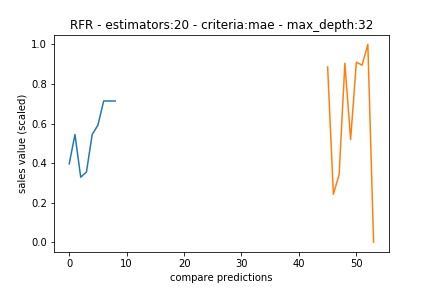 RFR - estimators:20 - criteria:mae - max_depth:32
1.0
0.8
0.6
0.4
0.2
0.0
sales value (scaled)
0 10 20 30 40 50
compare predictions